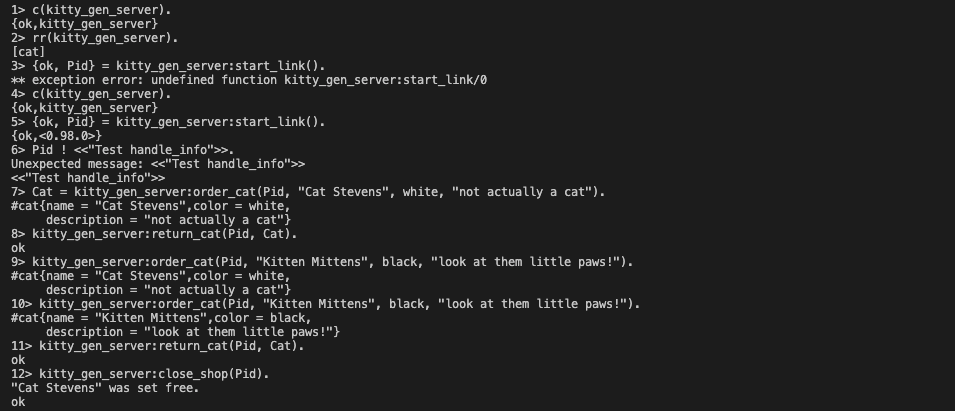 1> c(kitty_gen_server).
{ok,kitty_gen_server}
2> rr(kitty_gen_server).
[cat]
3> {ok, Pid} = kitty_gen_server:start_link().
** exception error: undefined function kitty_gen_server:start_link/0
4> c(kitty_gen_server).
{ok,kitty_gen_server}
5> {ok, Pid} = kitty_gen_server:start_link().
{ok,<0.98.0>}
6> Pid ! <<"Test handle_info">>.
Unexpected message: <<"Test handle_info">>
<<"Test handle_info">>
7> Cat = kitty_gen_server:order_cat(Pid, "Cat Stevens", white, "not actually a cat").
#cat{name = "Cat Stevens",color = white,
     description = "not actually a cat"}
8> kitty_gen_server:return_cat(Pid, Cat).
ok
9> kitty_gen_server:order_cat(Pid, "Kitten Mittens", black, "look at them little paws!").
#cat{name = "Cat Stevens",color = white,
     description = "not actually a cat"}
10> kitty_gen_server:order_cat(Pid, "Kitten Mittens", black, "look at them little paws!").
#cat{name = "Kitten Mittens",color = black,
     description = "look at them little paws!"}
11> kitty_gen_server:return_cat(Pid, Cat).
ok
12> kitty_gen_server:close_shop(Pid).
"Cat Stevens" was set free.
ok